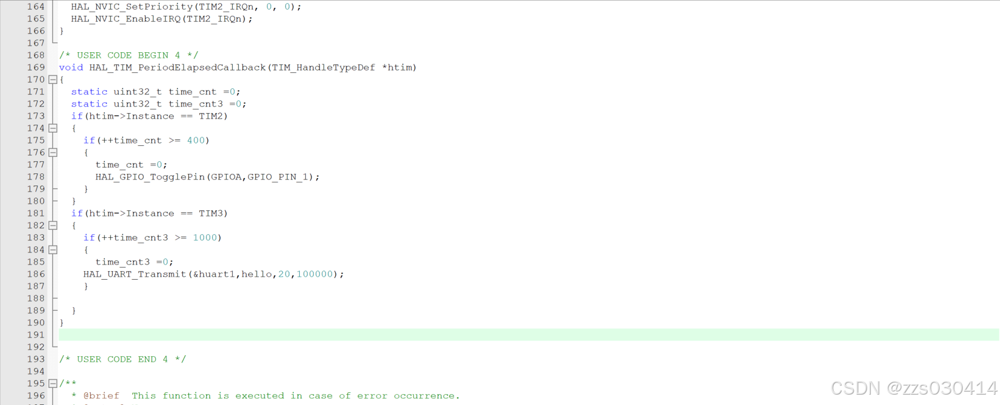 164 HAL_NVIC_SetPriority(TIM2_IRQn, 0, 0);
165 HAL_NVIC_EnableIRQ(TIM2_IRQn);
166 }
167
168 /* USER CODE BEGIN 4 */
169 void HAL_TIM_PeriodElapsedCallback(TIM_HandleTypeDef *htim)
170 {
171 static uint32_t time_cnt =0;
172 static uint32_t time_cnt3 =0;
173 if(htim->Instance == TIM2)
174 {
175 if(++time_cnt >= 400)
176 {
177 time_cnt =0;
178 HAL_GPIO_TogglePin(GPIOA,GPIO_PIN_1);
179 }
180 }
181 if(htim->Instance == TIM3)
182 {
183 if(++time_cnt3 >= 1000)
184 {
185 time_cnt3 =0;
186 HAL_UART_Transmit(&huart1,hello,20,100000);
187 }
188
189 }
190 }
191
192
193 /* USER CODE END 4 */
194
195 /**
196 * @brief This function is executed in case of error occurrence.
CSDN @zzs030414